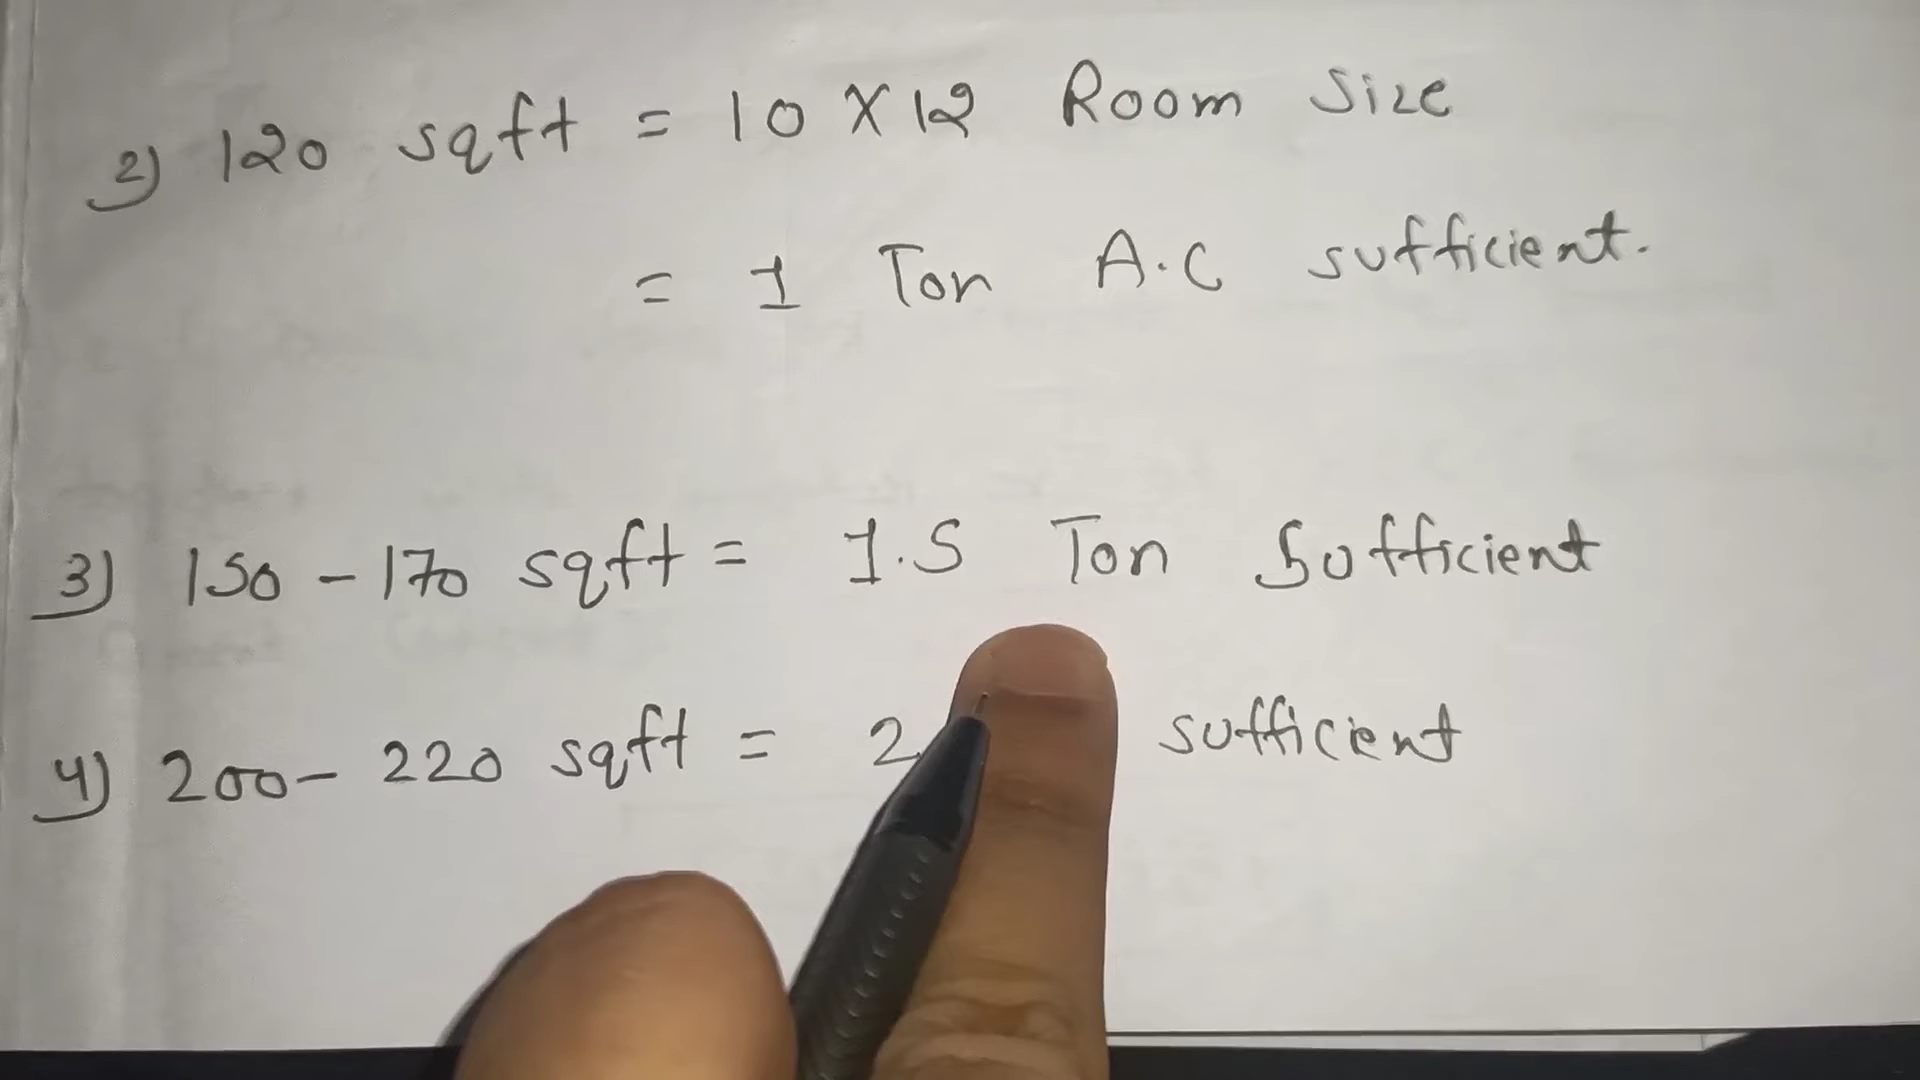 2) 120 sqft = 10 X 12 Room Size
= 1 Ton A.C sufficient.
3) 150 - 170 sqft = 1.5 Ton Sufficient
4) 200 - 220 sqft = 2 sufficient